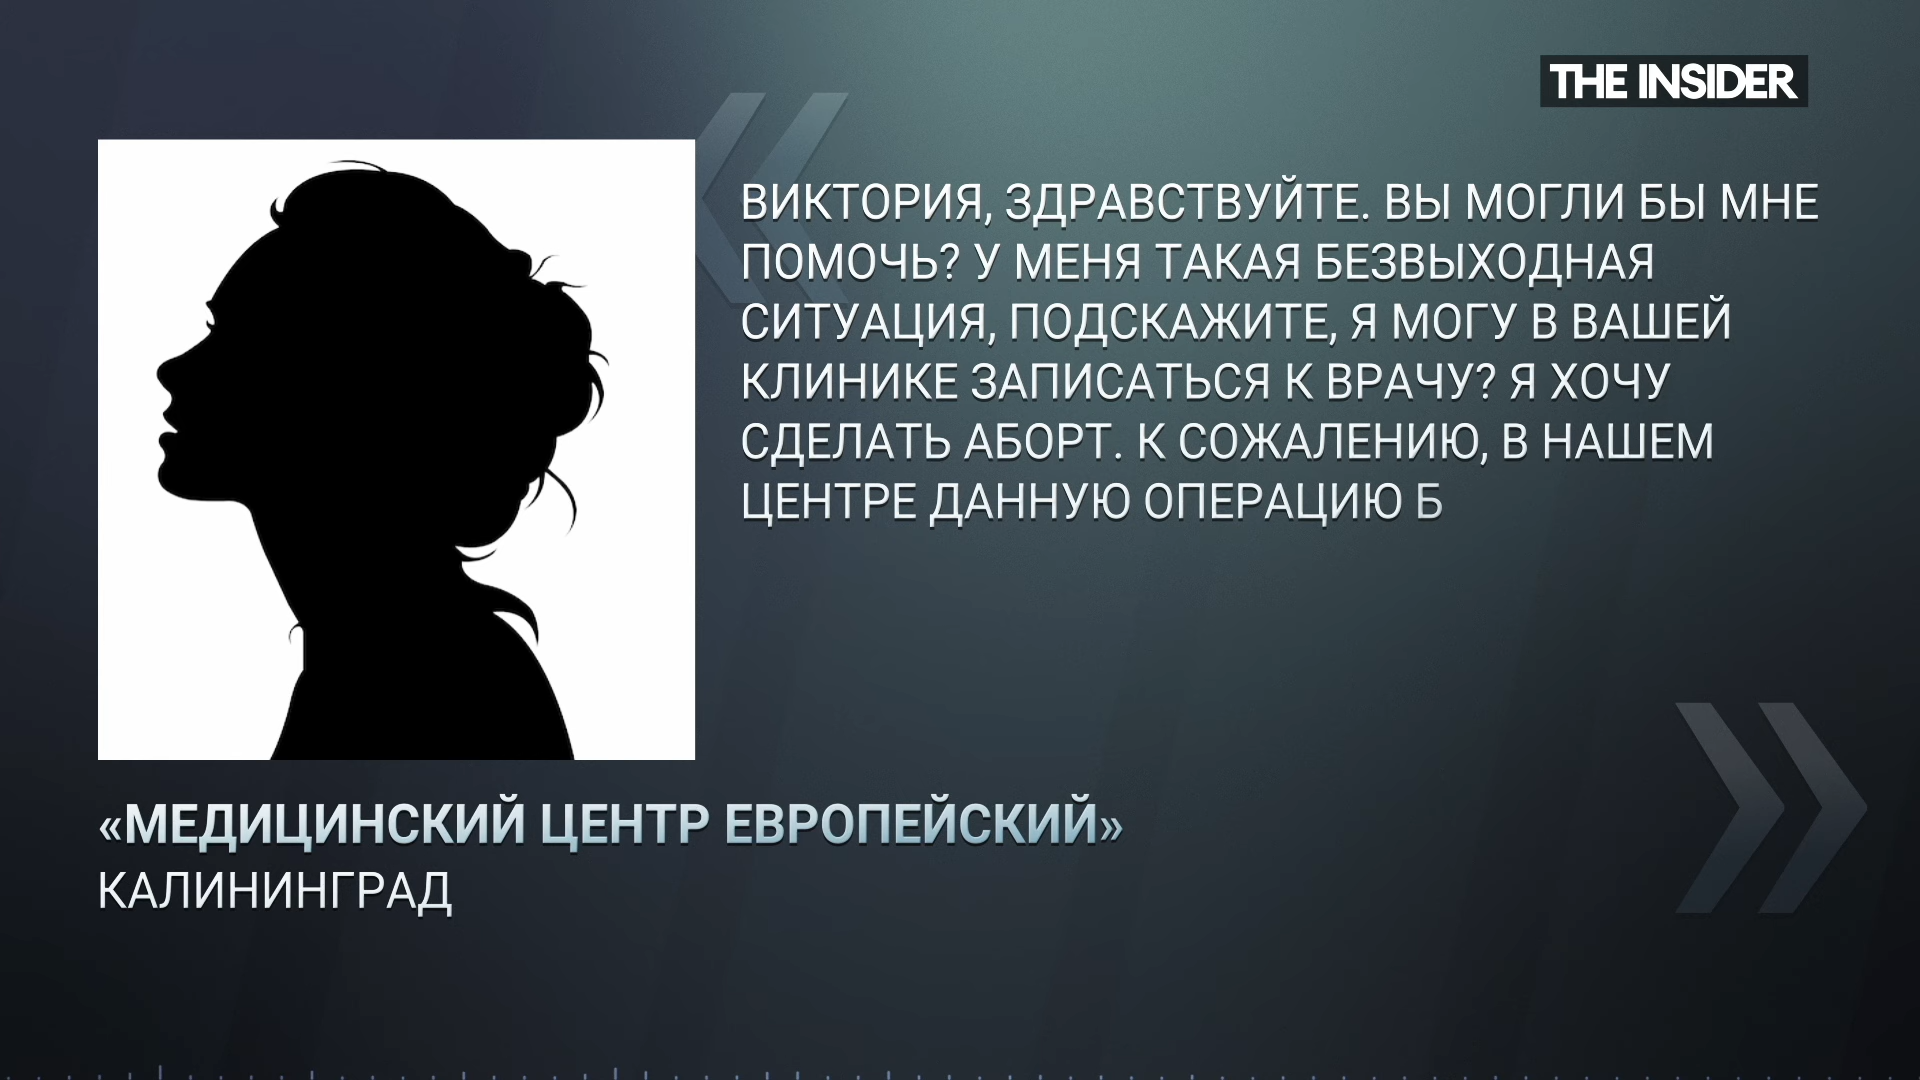 THE INSIDER
ВИКТОРИЯ, ЗДРАВСТВУЙТЕ. ВЫ МОГЛИ БЫ МНЕ
ПОМОЧЬ? У МЕНЯ ТАКАЯ БЕЗВЫХОДНАЯ
СИТУАЦИЯ, ПОДСКАЖИТЕ, Я МОГУ В ВАШЕЙ
КЛИНИКЕ ЗАПИСАТЬСЯ К ВРАЧУ? Я ХОЧУ
СДЕЛАТЬ АБОРТ. К СОЖАЛЕНИЮ, В НАШЕМ
ЦЕНТРЕ ДАННУЮ ОПЕРАЦИЮ Б
«МЕДИЦИНСКИЙ ЦЕНТР ЕВРОПЕЙСКИЙ»
КАЛИНИНГРАД